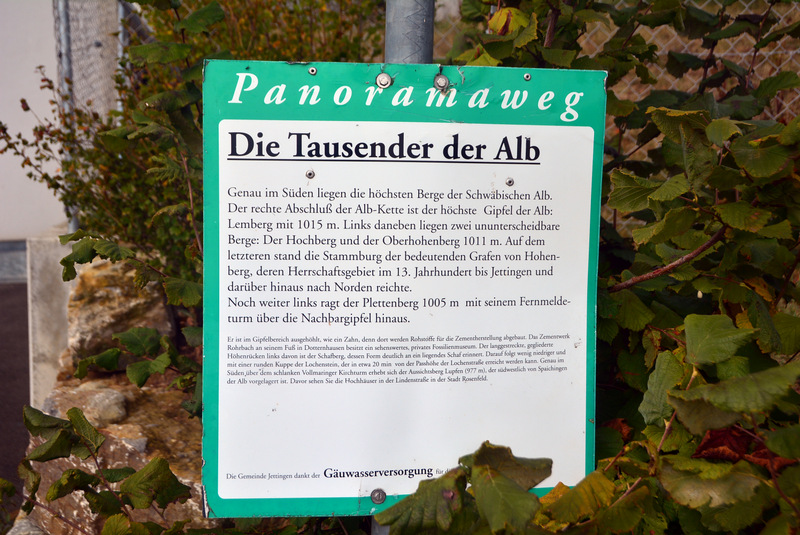 Panoramaweg
Die Tausender der Alb
Genau im Süden liegen die höchsten Berge der Schwäbischen Alb.
Der rechte Abschluß der Alb-Kette ist der höchste Gipfel der Alb:
Lemberg mit 1015 m. Links daneben liegen zwei ununterscheidbare
Berge: Der Hochberg und der Oberhohenberg 1011 m. Auf dem
letzteren stand die Stammburg der bedeutenden Grafen von Hohen-
berg, deren Herrschaftsgebiet im 13. Jahrhundert bis Jettingen und
darüber hinaus nach Norden reichte.
Noch weiter links ragt der Plettenberg 1005 m mit seinem Fernmelde-
turm über die Nachbargipfel hinaus.
Er ist im Gipfelbereich ausgehöhlt, wie ein Zahn, denn dort werden Rohstoffe für die Zementherstellung abgebaut. Das Zementwerk
Rohrbach an seinem Fuß in Dotternhausen besitzt ein sehenswertes, privates Fossilienmuseum. Der langgestreckte, gegliederte
Höhenrücken links davon ist der Schafberg, dessen Form deutlich an ein liegendes Schaf erinnert. Darauf folgt wenig niedriger und
mit einer runden Kuppe der Lochenstein, der in etwa 20 min von der Passhöhe der Lochenstraße erreicht werden kann. Genau im
Süden über dem schlanken Vollmaringer Kirchturm erhebt sich der Aussichtsberg Lupfen (977 m), der südwestlich von Spaichingen
der Alb vorgelagert ist. Davor sehen Sie die Hochhäuser in der Lindenstraße in der Stadt Rosenfeld.
Die Gemeinde Jettingen dankt der Gäuwasserversorgung für